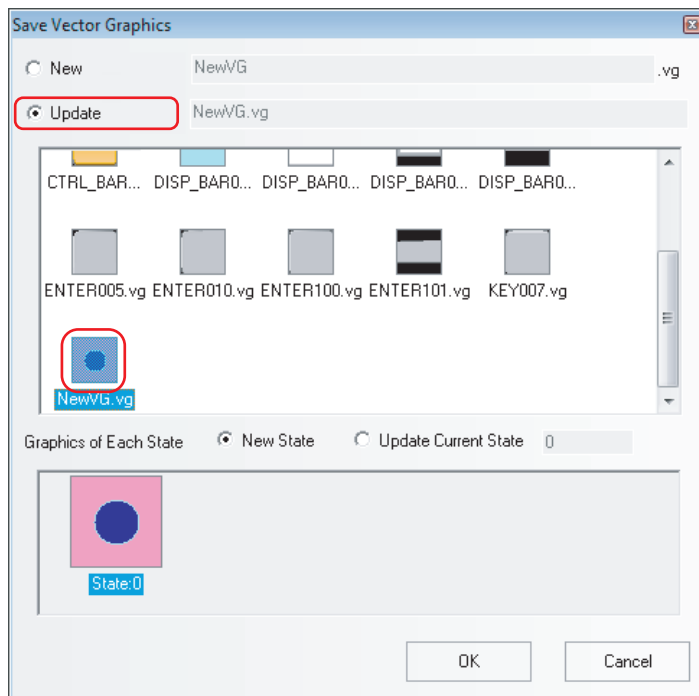 Save Vector Graphics
New NewVG .vg
Update NewVG.vg
CTRL_BAR... DISP_BAR0... DISP_BAR0... DISP_BAR0... DISP_BAR0...
ENTER005.vg ENTER010.vg ENTER100.vg ENTER101.vg KEY007.vg
NewVG.vg
Graphics of Each State New State Update Current State 0
State:0
OK Cancel